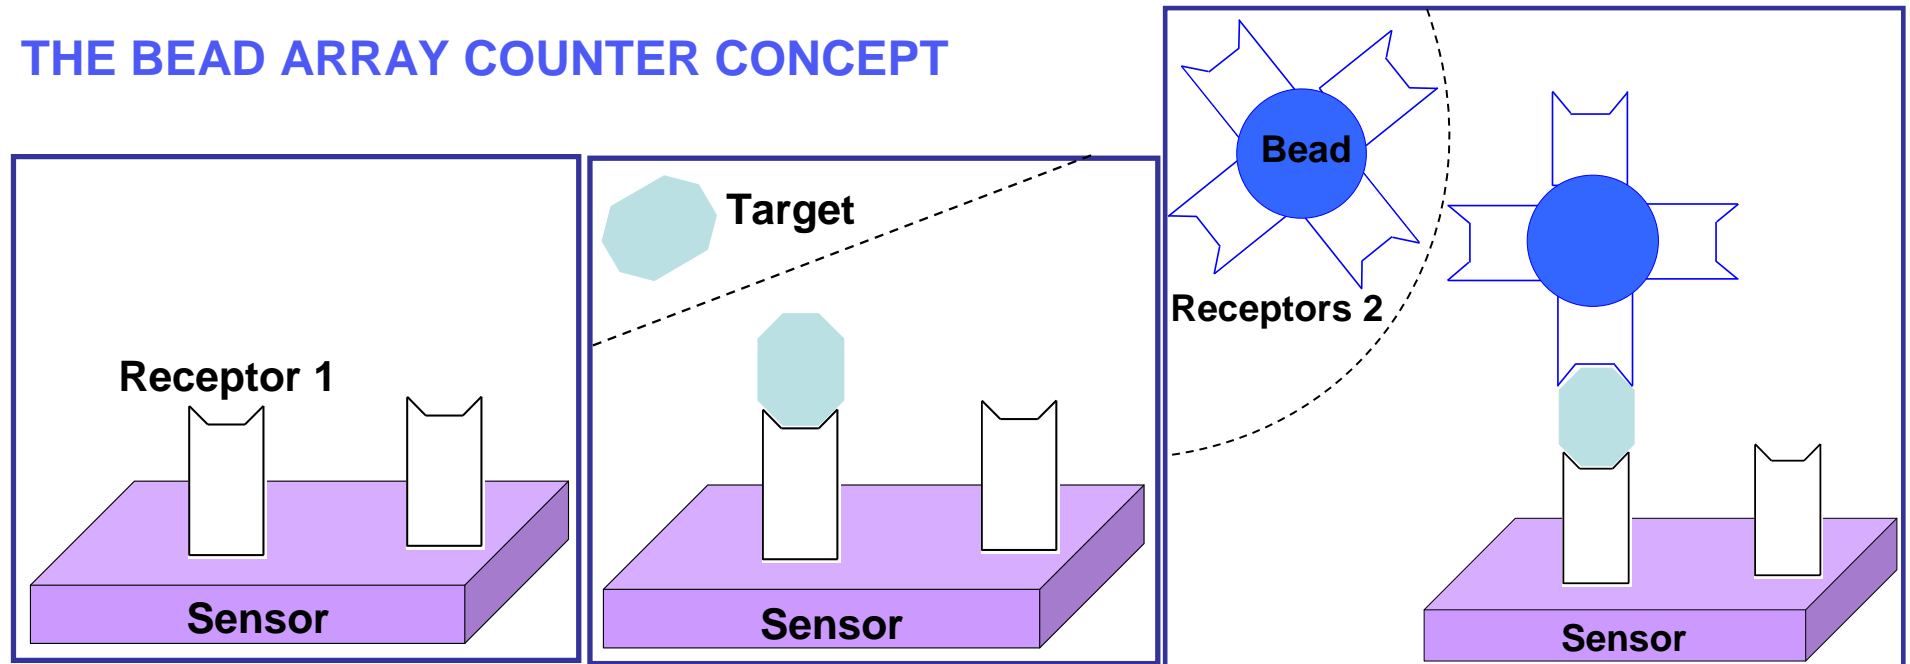 THE BEAD ARRAY COUNTER CONCEPT
Receptor 1
Sensor
Target
Sensor
Bead
Receptors 2
Sensor